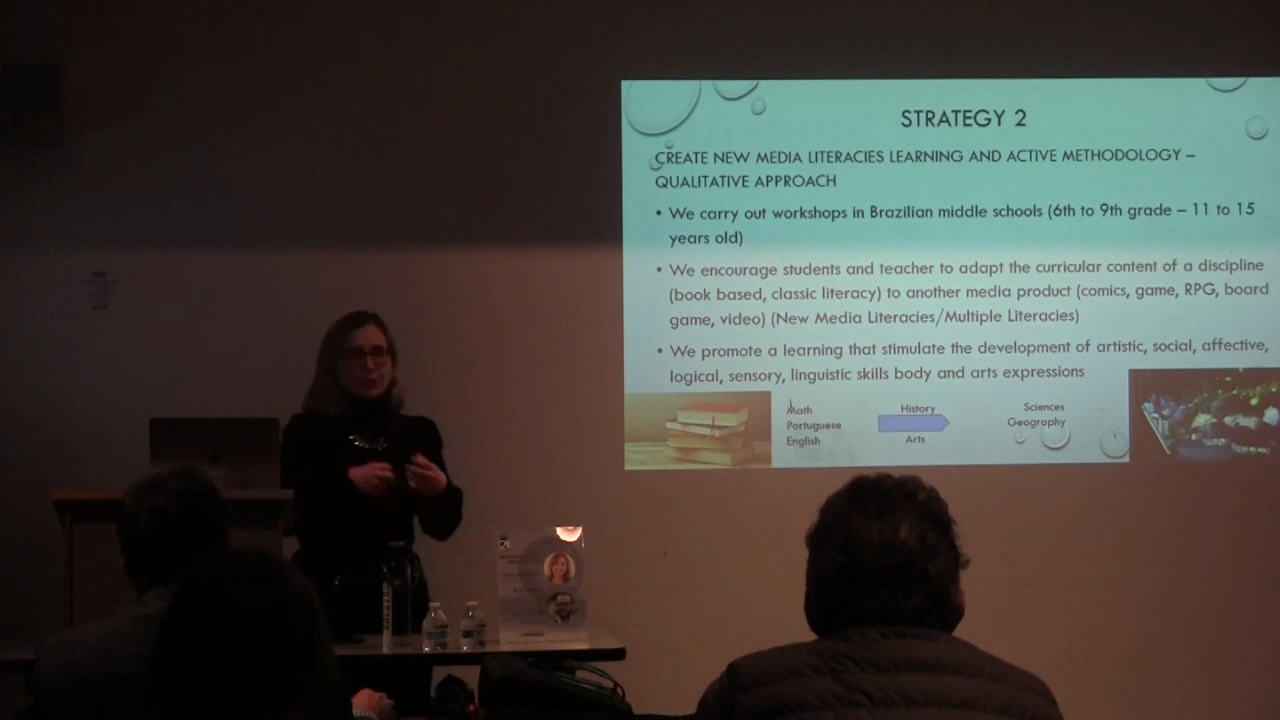 STRATEGY 2
CREATE NEW MEDIA LITERACIES LEARNING AND ACTIVE METHODOLOGY –
QUALITATIVE APPROACH
• We carry out workshops in Brazilian middle schools (6th to 9th grade – 11 to 15
years old)
• We encourage students and teacher to adapt the curricular content of a discipline
(book based, classic literacy) to another media product (comics, game, RPG, board
game, video) (New Media Literacies/Multiple Literacies)
• We promote a learning that stimulate the development of artistic, social, affective,
logical, sensory, linguistic skills body and arts expressions
Math
Portuguese
English
History
Arts
Sciences
Geography